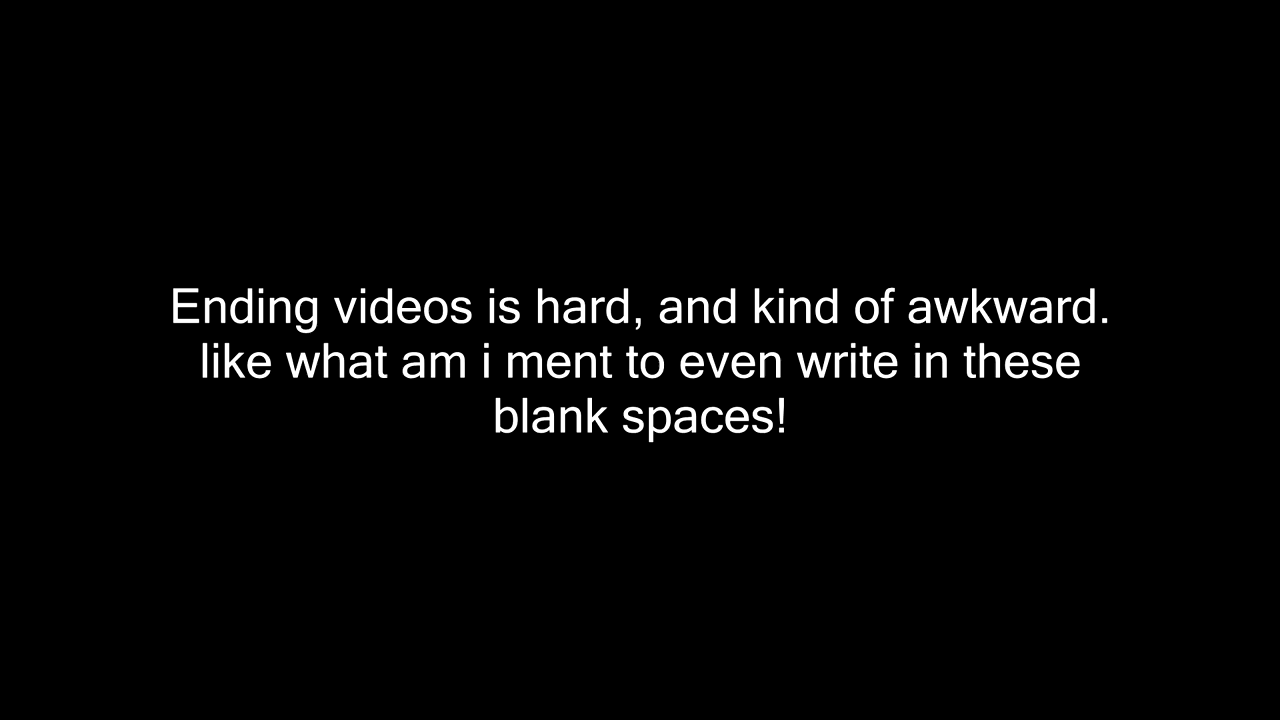 Ending videos is hard, and kind of awkward.
like what am i ment to even write in these
blank spaces!